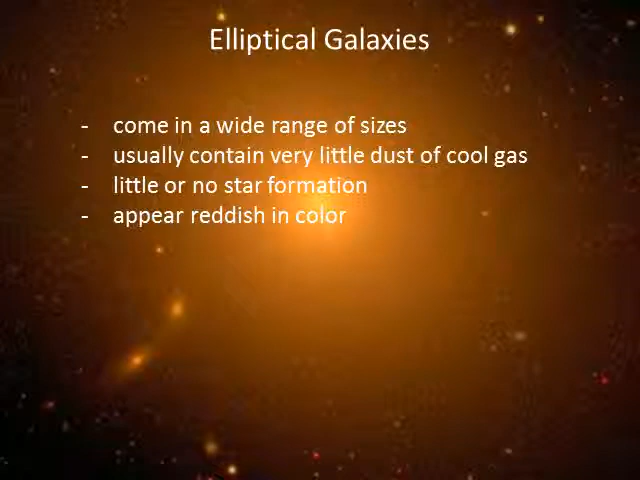 Elliptical Galaxies
- come in a wide range of sizes
- usually contain very little dust of cool gas
- little or no star formation
- appear reddish in color